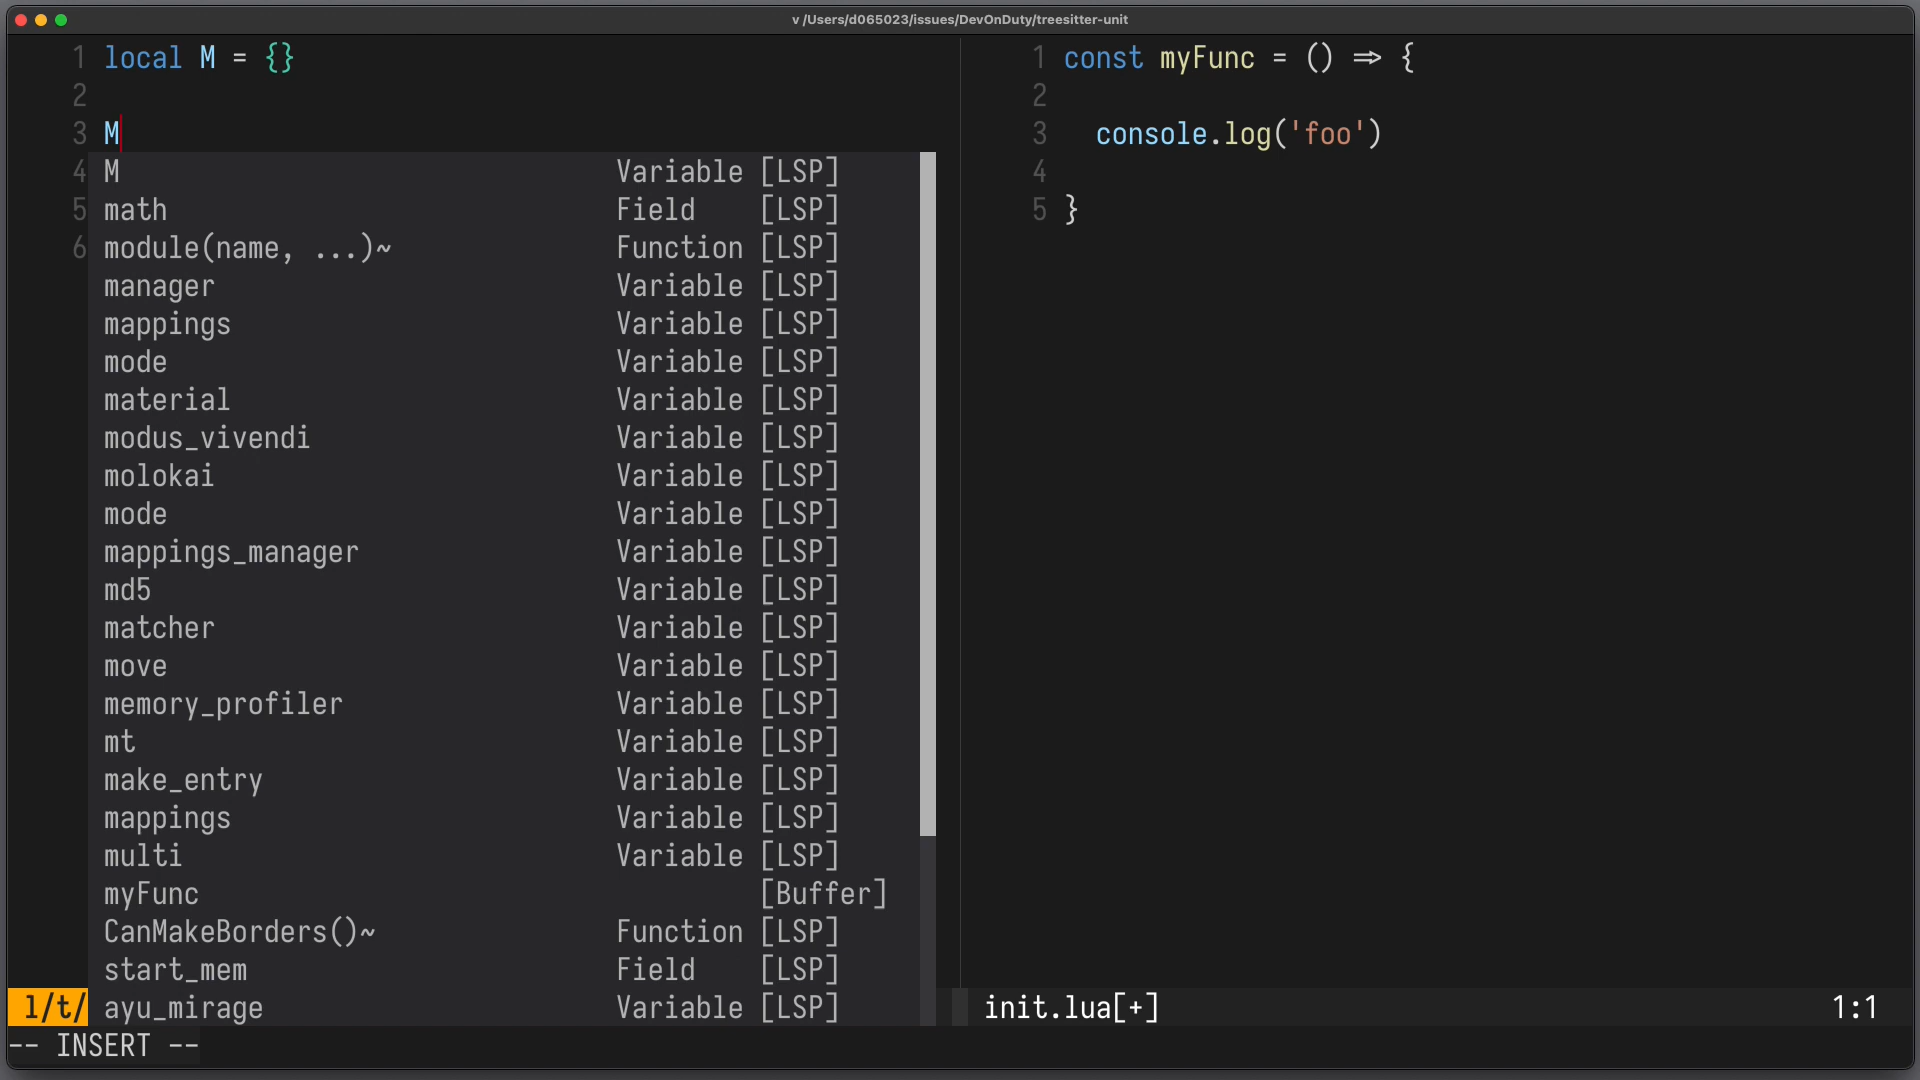 v /Users/d065023/issues/DevOnDuty/treesitter-unit
1 local M = {}
2
3 M
4 M Variable [LSP]
5 math Field [LSP]
6 module(name, ...)~ Function [LSP]
manager Variable [LSP]
mappings Variable [LSP]
mode Variable [LSP]
material Variable [LSP]
modus_vivendi Variable [LSP]
molokai Variable [LSP]
mode Variable [LSP]
mappings_manager Variable [LSP]
md5 Variable [LSP]
matcher Variable [LSP]
move Variable [LSP]
memory_profiler Variable [LSP]
mt Variable [LSP]
make_entry Variable [LSP]
mappings Variable [LSP]
multi Variable [LSP]
myFunc [Buffer]
CanMakeBorders()~ Function [LSP]
start_mem Field [LSP]
l/t/ ayu_mirage Variable [LSP]
-- INSERT --
1 const myFunc = () => {
2
3 console.log('foo')
4
5 }
init.lua[+] 1:1